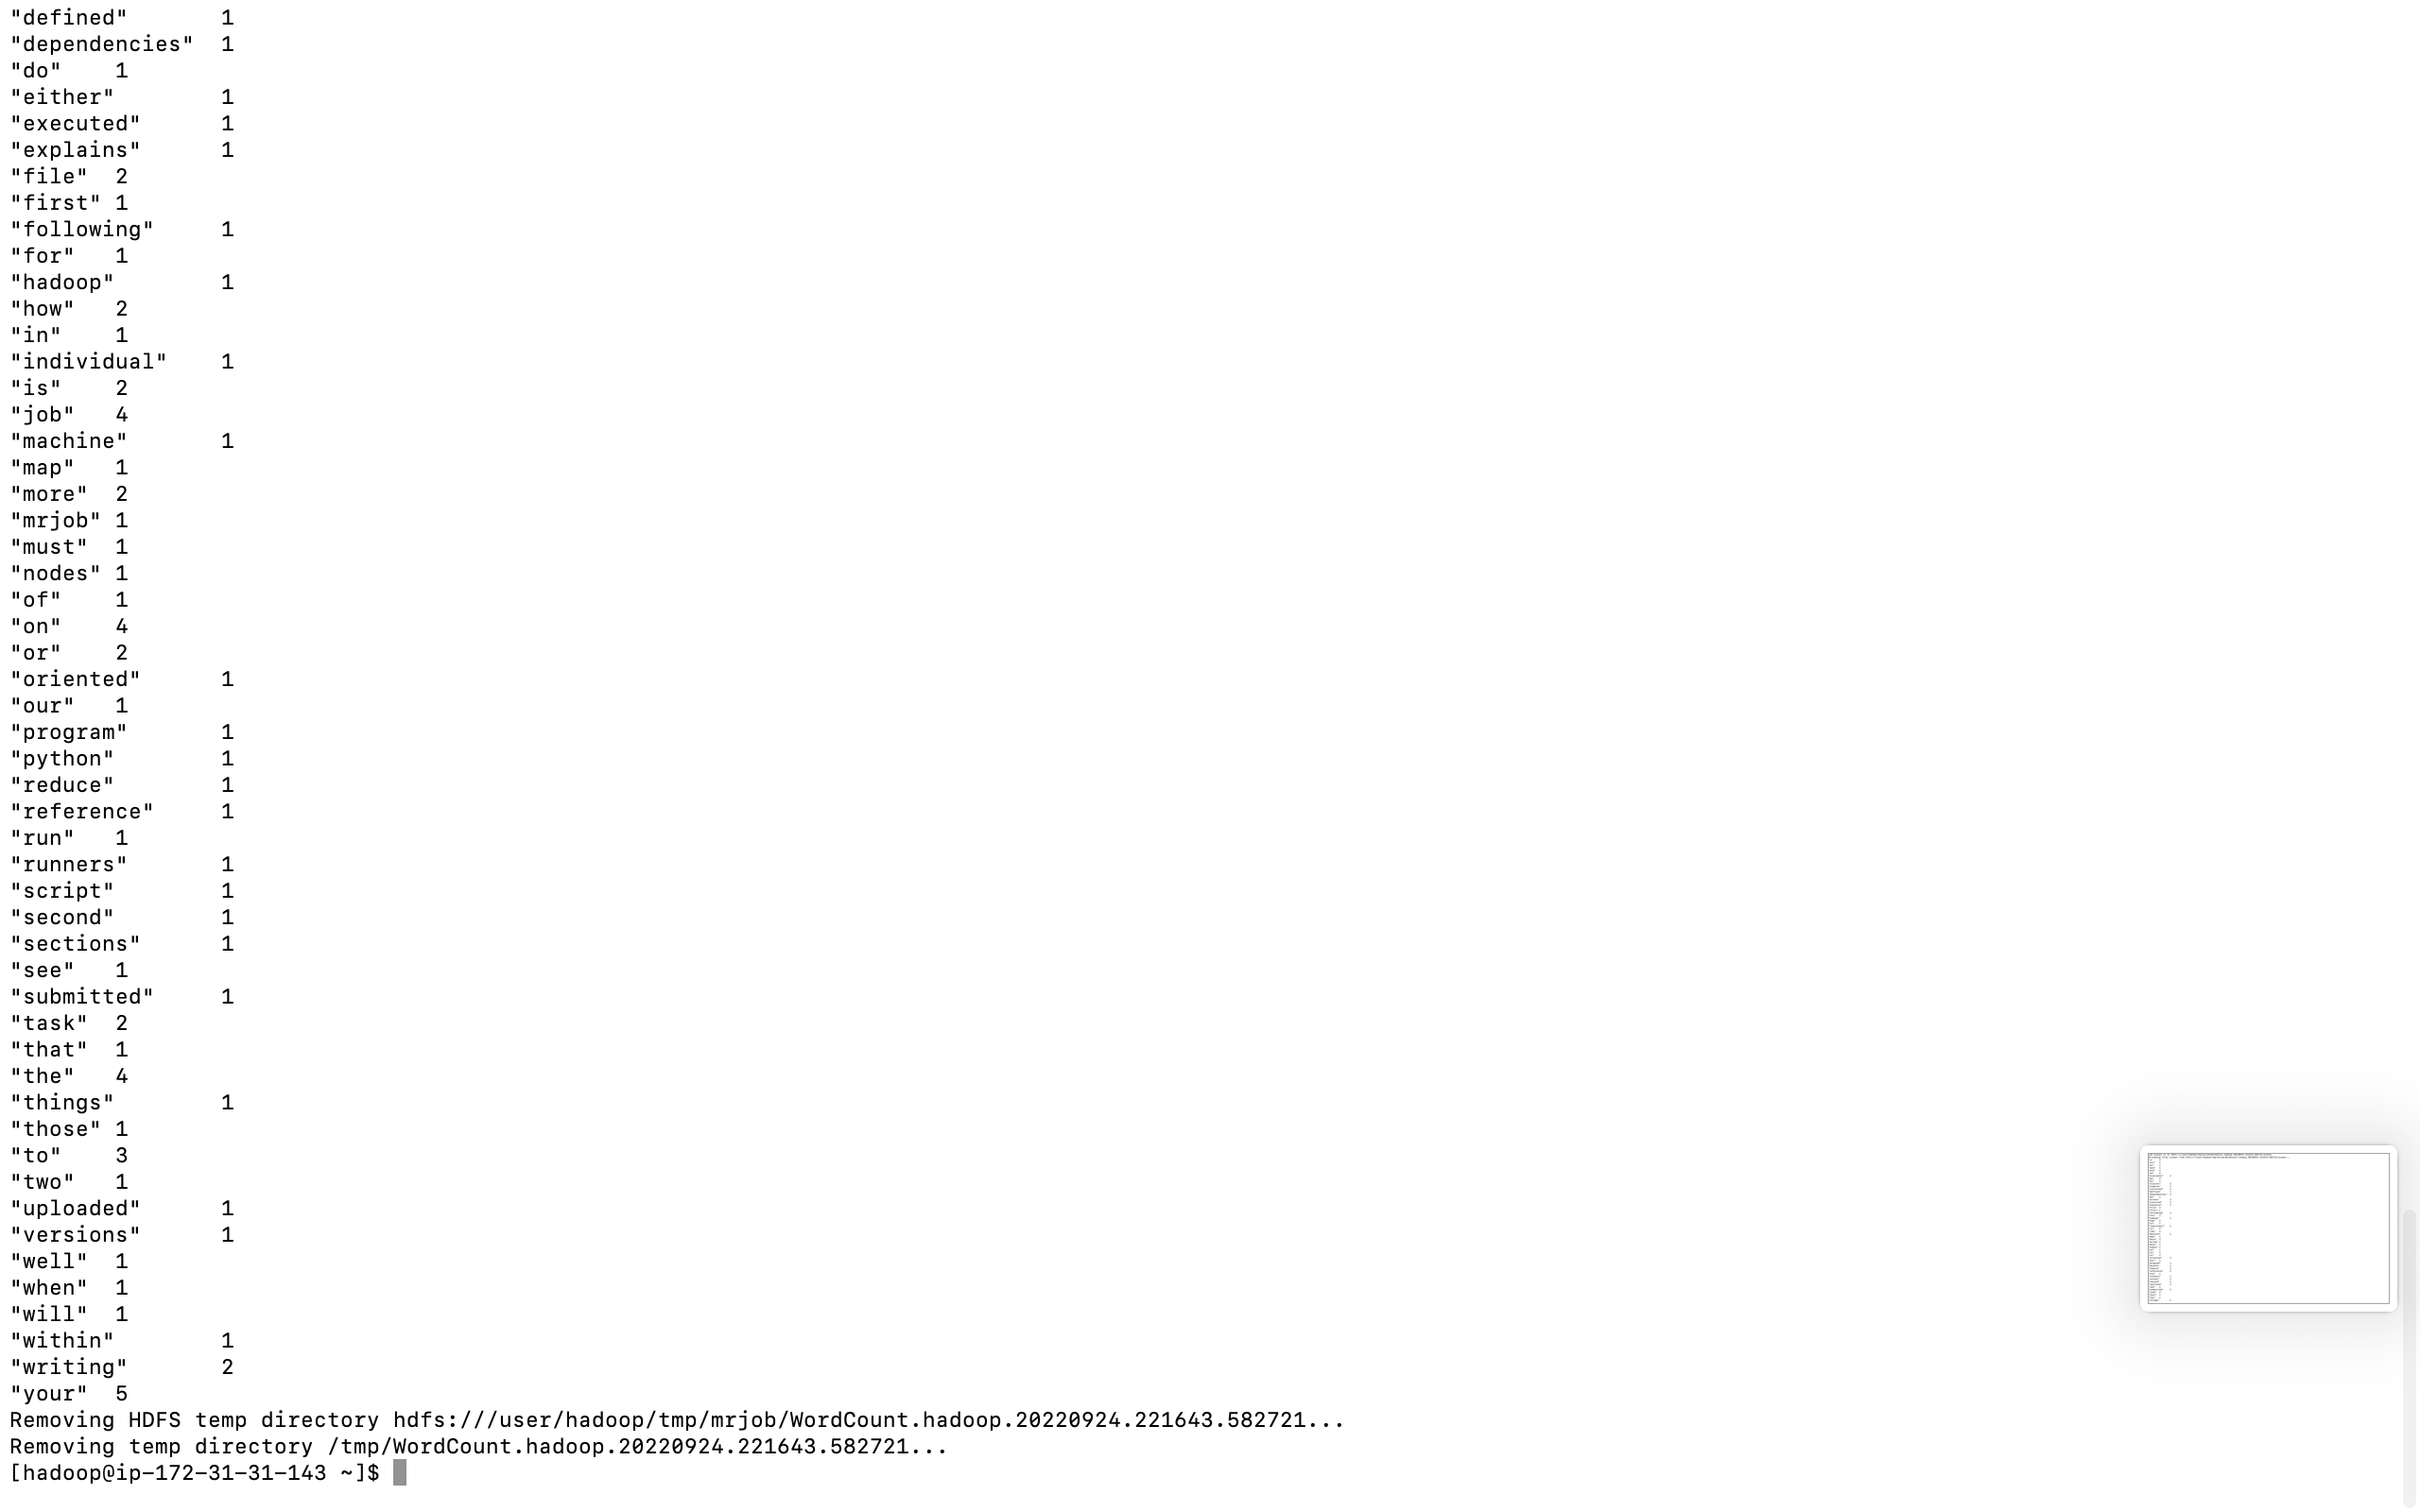 "defined"	1
"dependencies"	1
"do"	1
"either"	1
"executed"	1
"explains"	1
"file"	2
"first"	1
"following"	1
"for"	1
"hadoop"	1
"how"	2
"in"	1
"individual"	1
"is"	2
"job"	4
"machine"	1
"map"	1
"more"	2
"mrjob"	1
"must"	1
"nodes"	1
"of"	1
"on"	4
"or"	2
"oriented"	1
"our"	1
"program"	1
"python"	1
"reduce"	1
"reference"	1
"run"	1
"runners"	1
"script"	1
"second"	1
"sections"	1
"see"	1
"submitted"	1
"task"	2
"that"	1
"the"	4
"things"	1
"those"	1
"to"	3
"two"	1
"uploaded"	1
"versions"	1
"well"	1
"when"	1
"will"	1
"within"	1
"writing"	2
"your"	5
Removing HDFS temp directory hdfs:///user/hadoop/tmp/mrjob/WordCount.hadoop.20220924.221643.582721...
Removing temp directory /tmp/WordCount.hadoop.20220924.221643.582721...
[hadoop@ip-172-31-31-143 ~]$